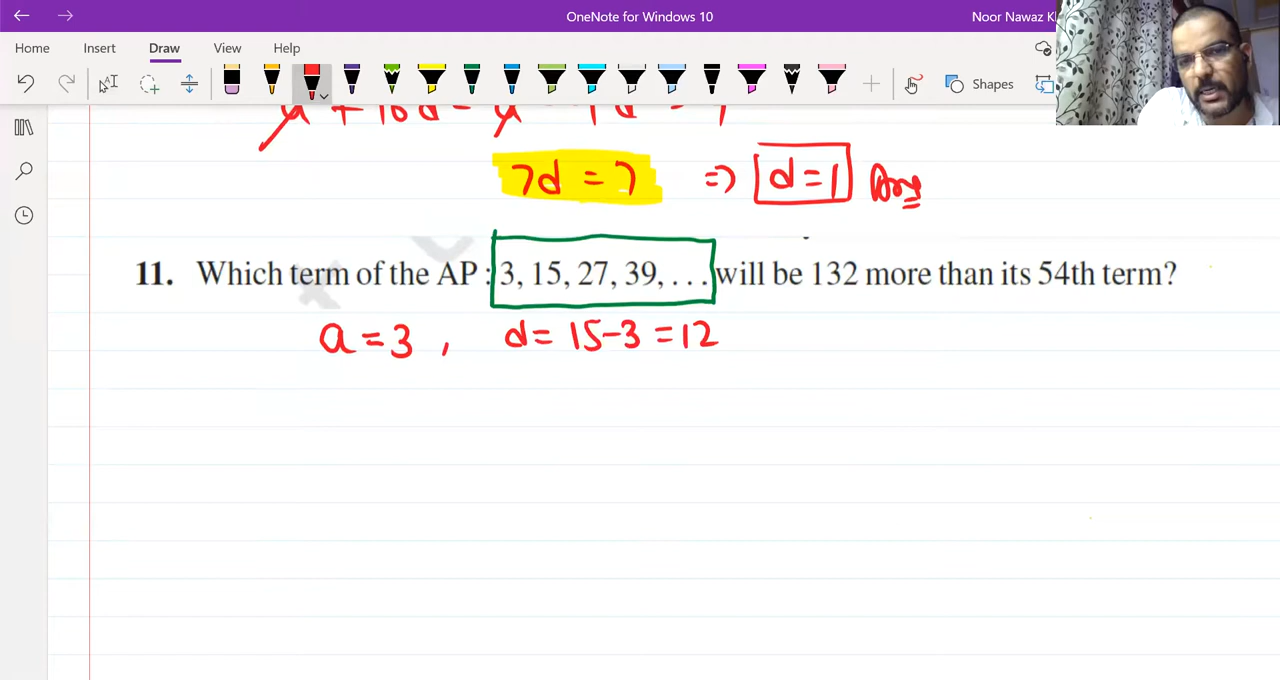 OneNote for Windows 10
Noor Nawaz Kh
Home Insert Draw View Help
Shapes
7d = 7 ⇒ d = 1 Ans
11. Which term of the AP : 3, 15, 27, 39, . . . will be 132 more than its 54th term?
a = 3 , d = 15-3 = 12